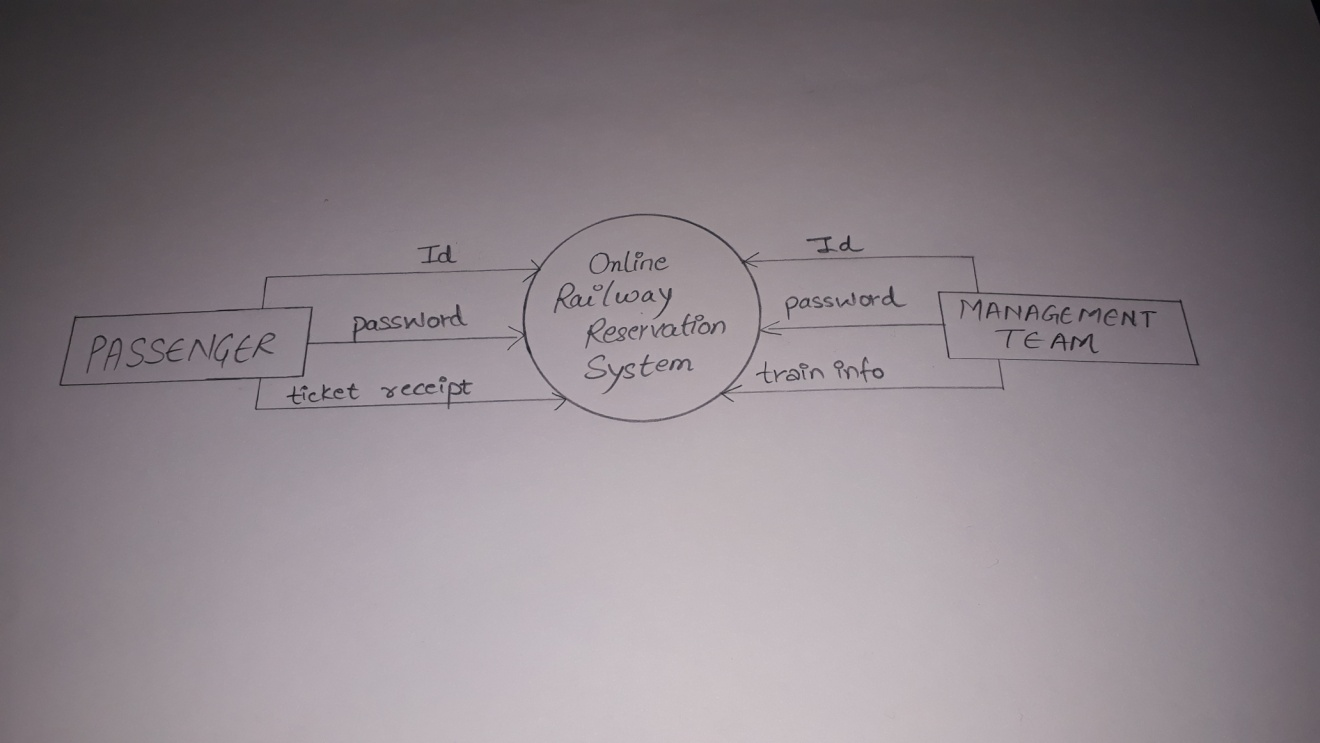 Id
password
ticket receipt
PASSENGER
Online
Railway
Reservation
System
Id
password
train info
MANAGEMENT
TEAM